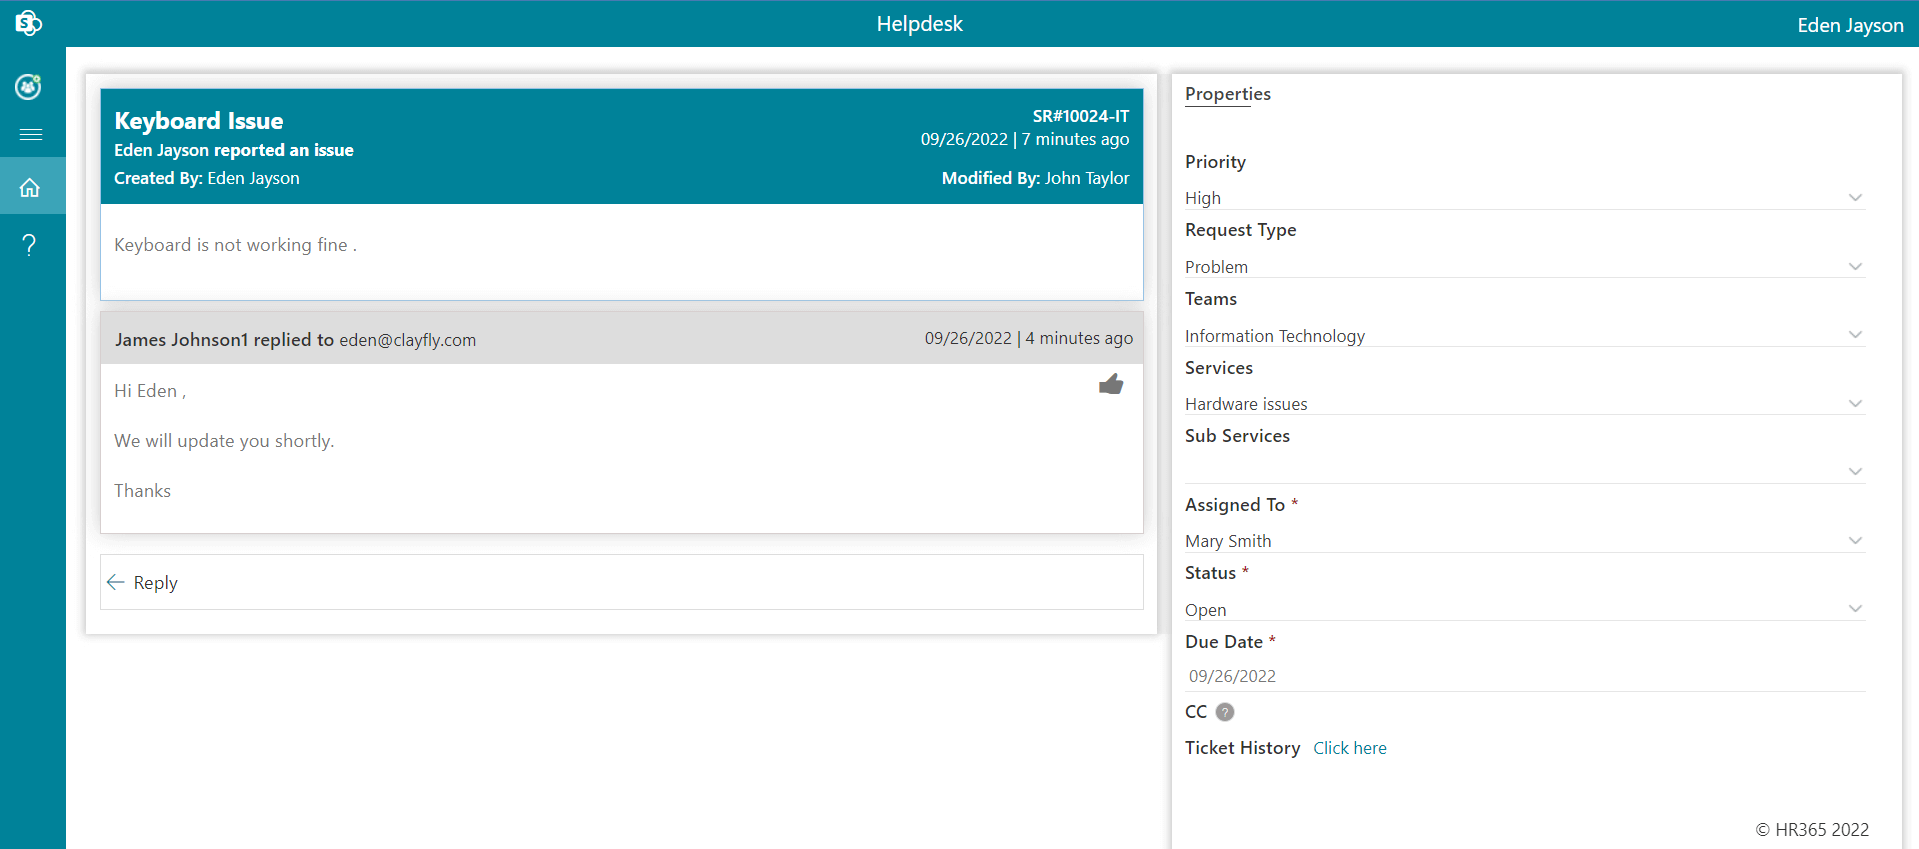 Helpdesk
Eden Jayson
Keyboard Issue
SR#10024-IT
Eden Jayson reported an issue
09/26/2022 | 7 minutes ago
Created By: Eden Jayson
Modified By: John Taylor
Keyboard is not working fine .
James Johnson1 replied to eden@clayfly.com
09/26/2022 | 4 minutes ago
Hi Eden ,
We will update you shortly.
Thanks
Reply
Properties
Priority
High
Request Type
Problem
Teams
Information Technology
Services
Hardware issues
Sub Services
Assigned To *
Mary Smith
Status *
Open
Due Date *
09/26/2022
CC ?
Ticket History Click here
© HR365 2022